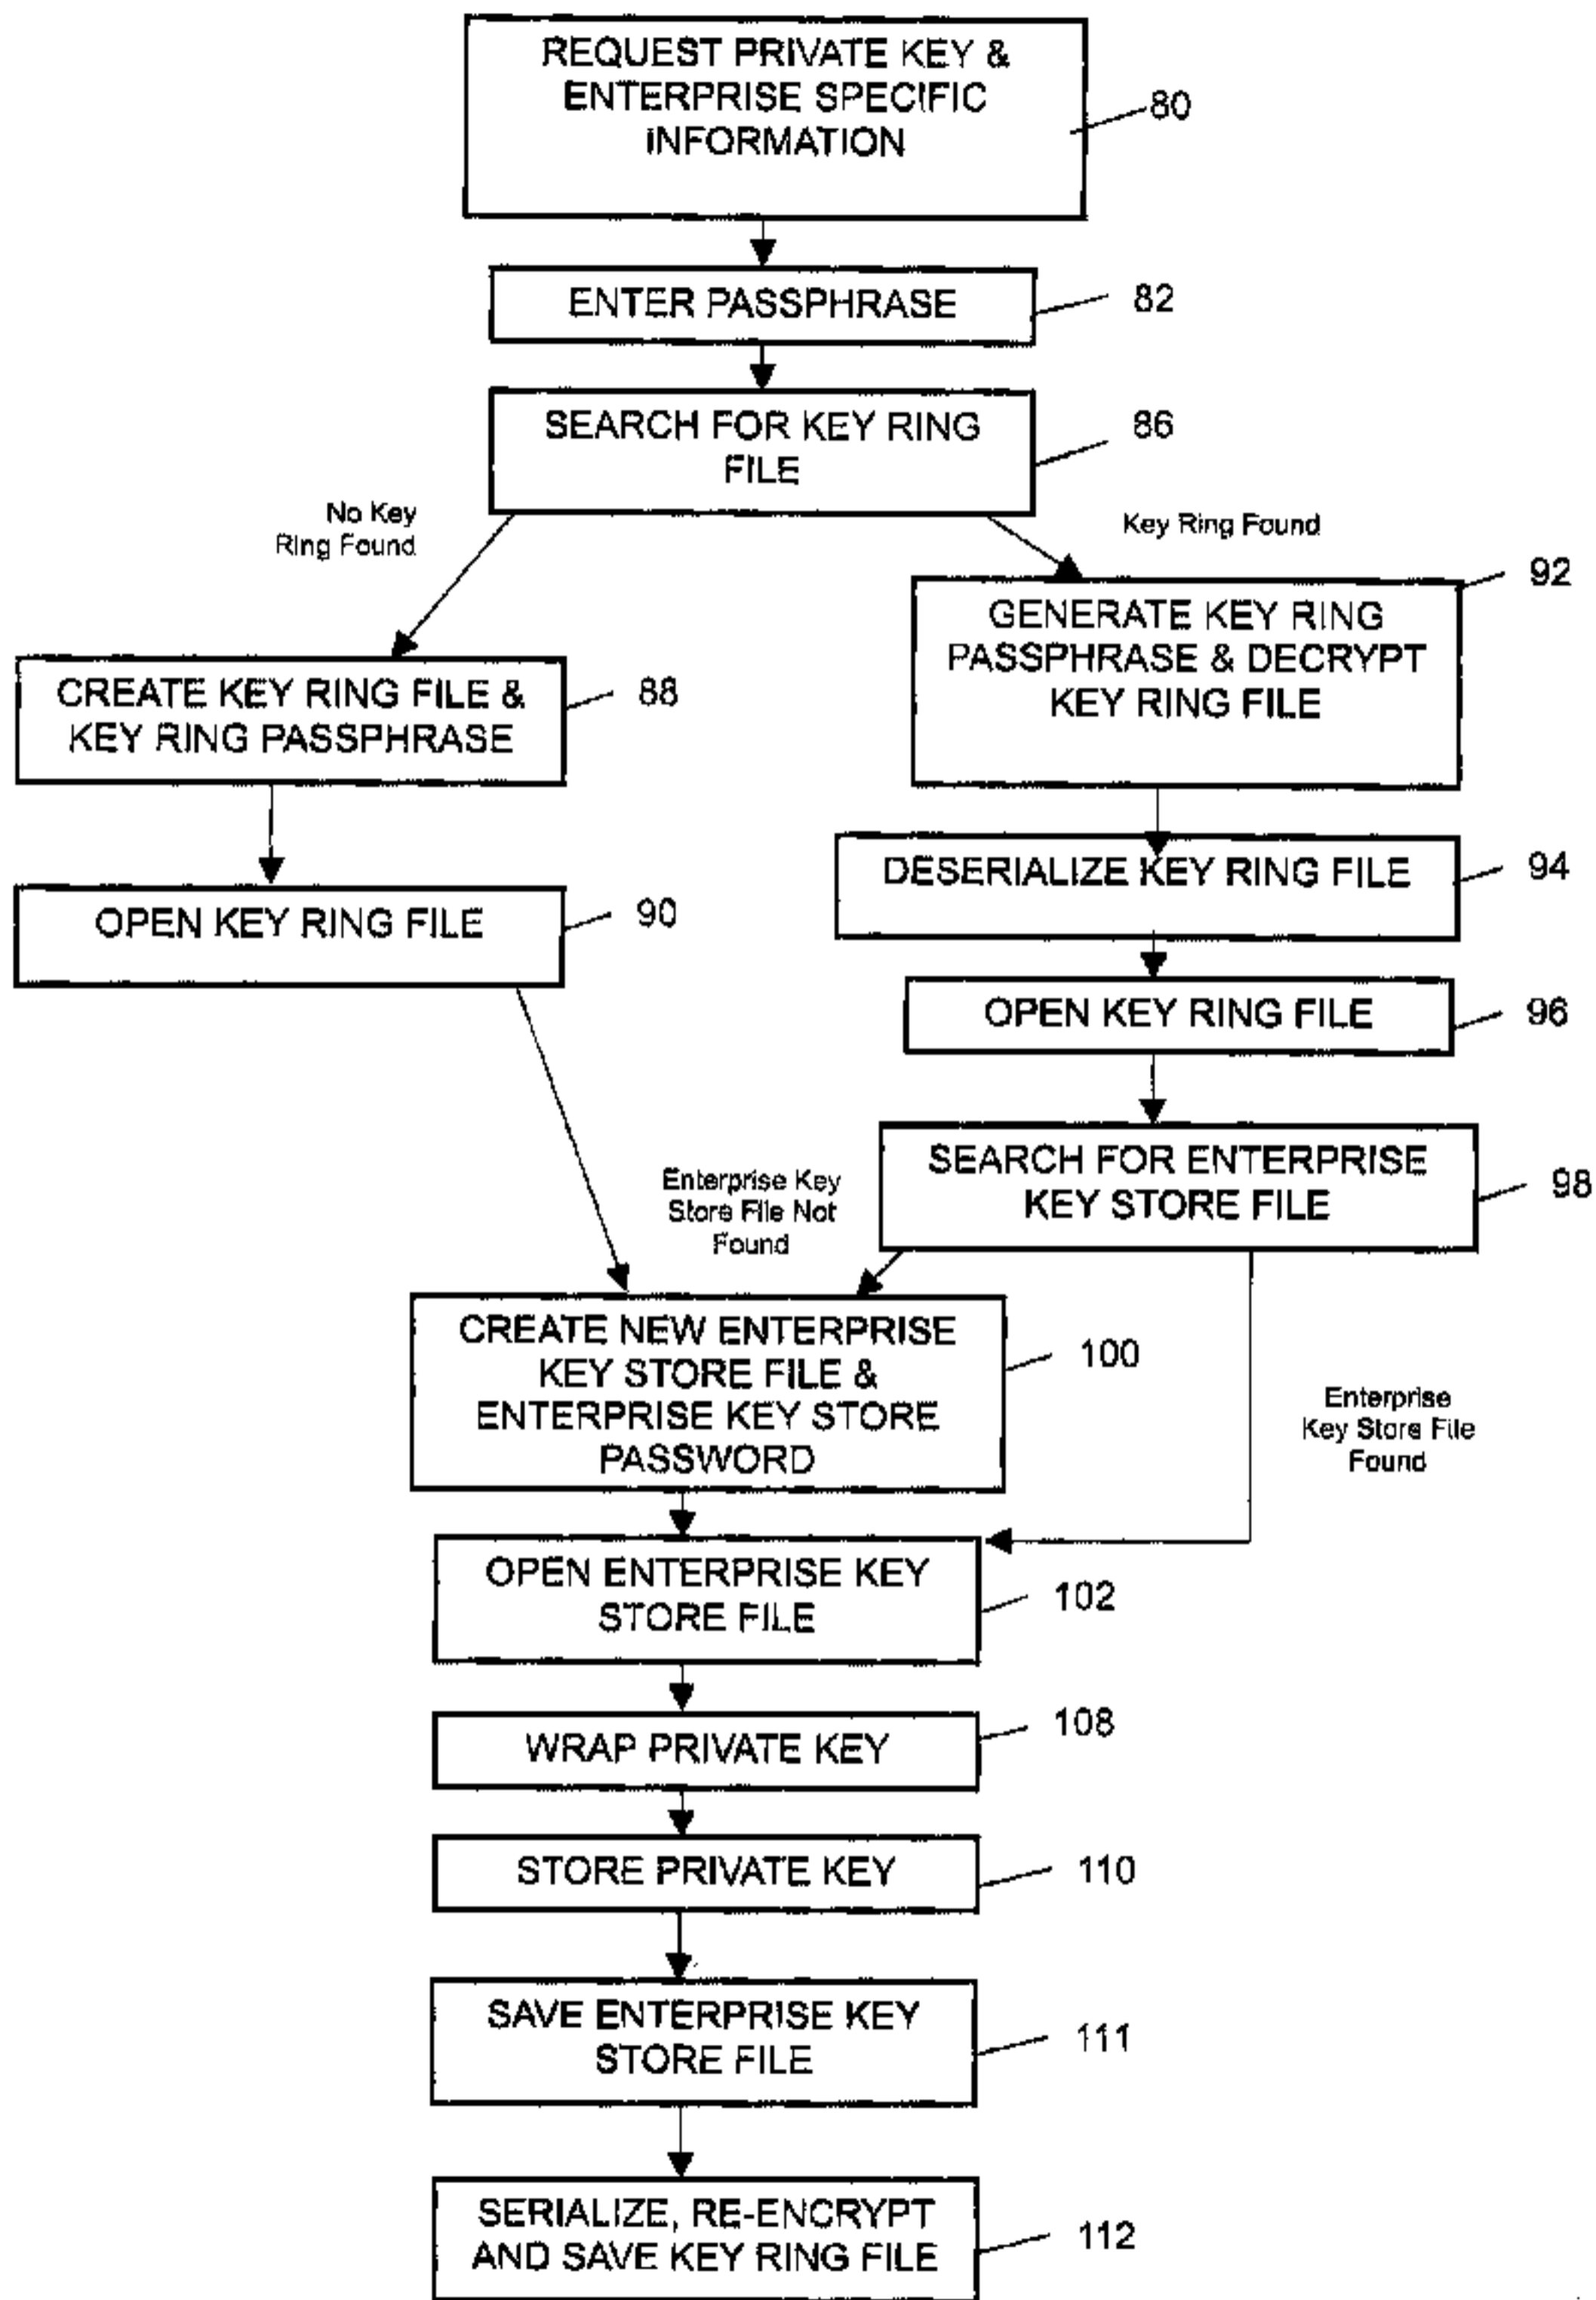 REQUEST PRIVATE KEY &
ENTERPRISE SPECIFIC
INFORMATION
80
ENTER PASSPHRASE
82
SEARCH FOR KEY RING
FILE
86
No Key
Ring Found
Key Ring Found
92
GENERATE KEY RING
PASSPHRASE & DECRYPT
KEY RING FILE
CREATE KEY RING FILE &
KEY RING PASSPHRASE
88
DESERIALIZE KEY RING FILE
94
OPEN KEY RING FILE
90
OPEN KEY RING FILE
96
SEARCH FOR ENTERPRISE
KEY STORE FILE
98
Enterprise Key
Store File Not
Found
CREATE NEW ENTERPRISE
KEY STORE FILE &
ENTERPRISE KEY STORE
PASSWORD
100
Enterprise
Key Store File
Found
OPEN ENTERPRISE KEY
STORE FILE
102
WRAP PRIVATE KEY
108
STORE PRIVATE KEY
110
SAVE ENTERPRISE KEY
STORE FILE
111
SERIALIZE, RE-ENCRYPT
AND SAVE KEY RING FILE
112